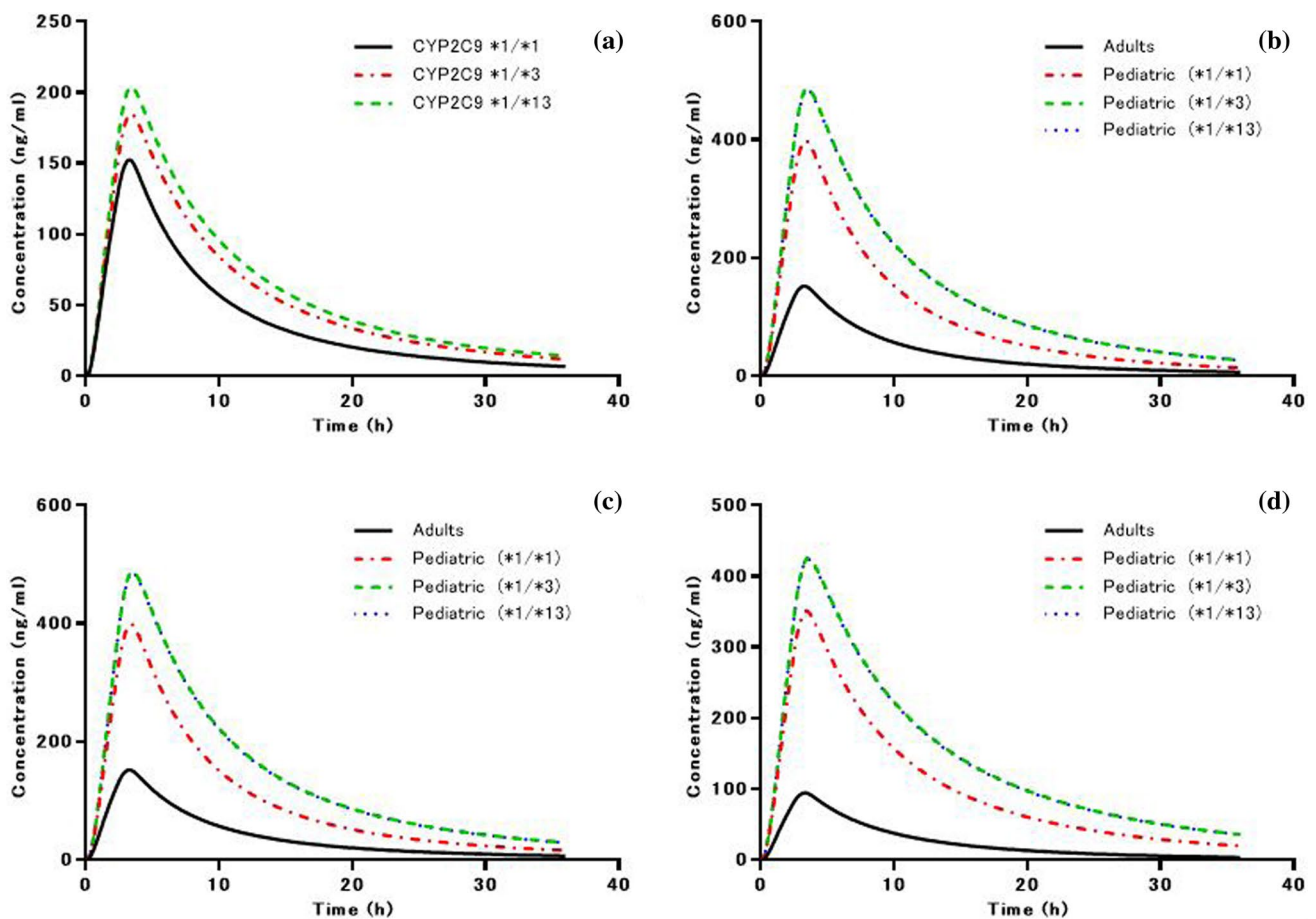 250
200
150
100
50
0
Concentration (ng/ml)
0 10 20 30 40
Time (h)
CYP2C9 *1/*1
CYP2C9 *1/*3
CYP2C9 *1/*13
(a)
600
400
200
0
Concentration (ng/ml)
0 10 20 30 40
Time (h)
Adults
Pediatric (*1/*1)
Pediatric (*1/*3)
Pediatric (*1/*13)
(b)
600
400
200
0
Concentration (ng/ml)
0 10 20 30 40
Time (h)
Adults
Pediatric (*1/*1)
Pediatric (*1/*3)
Pediatric (*1/*13)
(c)
500
400
300
200
100
0
Concentration (ng/ml)
0 10 20 30 40
Time (h)
Adults
Pediatric (*1/*1)
Pediatric (*1/*3)
Pediatric (*1/*13)
(d)